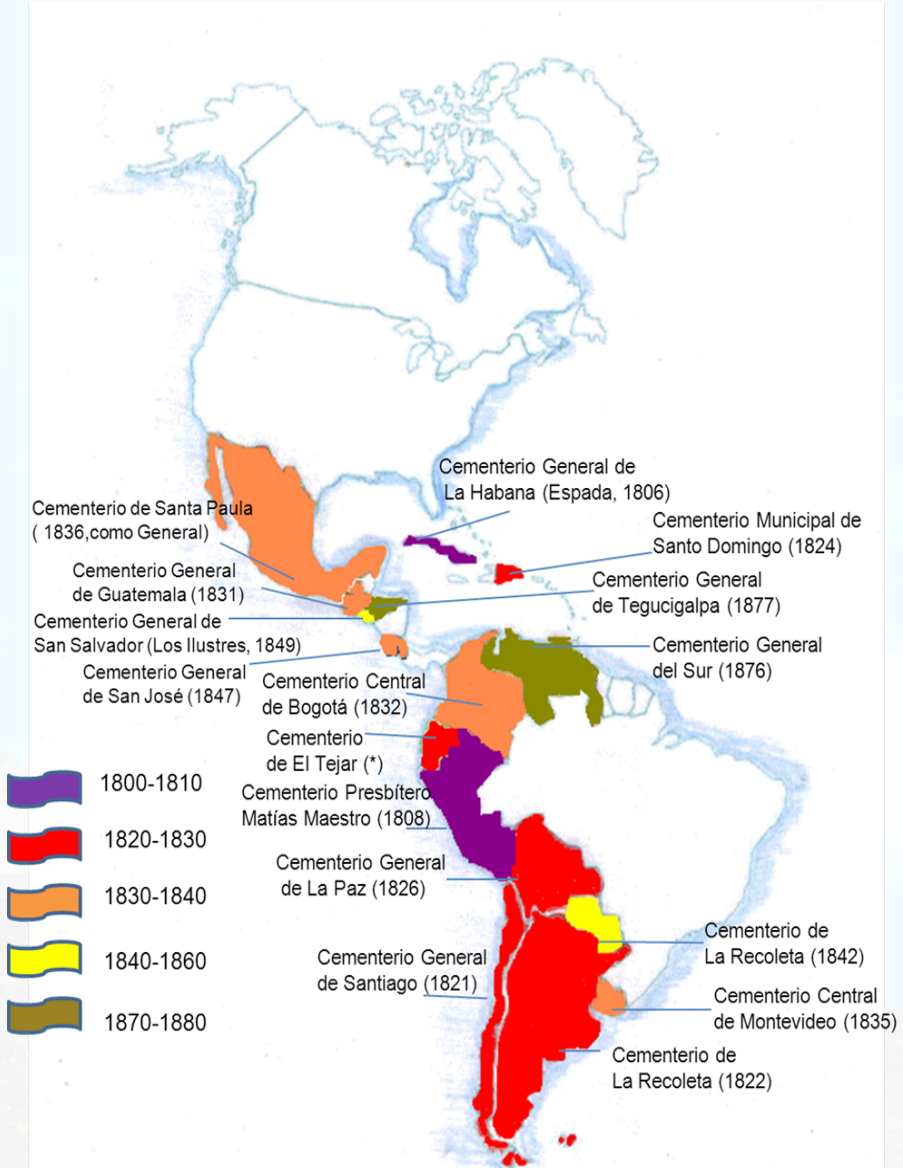 Cementerio General de
La Habana (Espada, 1806)
Cementerio de Santa Paula
( 1836,como General)
Cementerio Municipal de
Santo Domingo (1824)
Cementerio General
de Guatemala (1831)
Cementerio General
de Tegucigalpa (1877)
Cementerio General de
San Salvador (Los Ilustres, 1849)
Cementerio General
del Sur (1876)
Cementerio General
de San José (1847)
Cementerio Central
de Bogotá (1832)
Cementerio
de El Tejar (*)
Cementerio Presbítero
Matías Maestro (1808)
Cementerio General
de La Paz (1826)
Cementerio de
La Recoleta (1842)
Cementerio General
de Santiago (1821)
Cementerio Central
de Montevideo (1835)
Cementerio de
La Recoleta (1822)
1800-1810
1820-1830
1830-1840
1840-1860
1870-1880